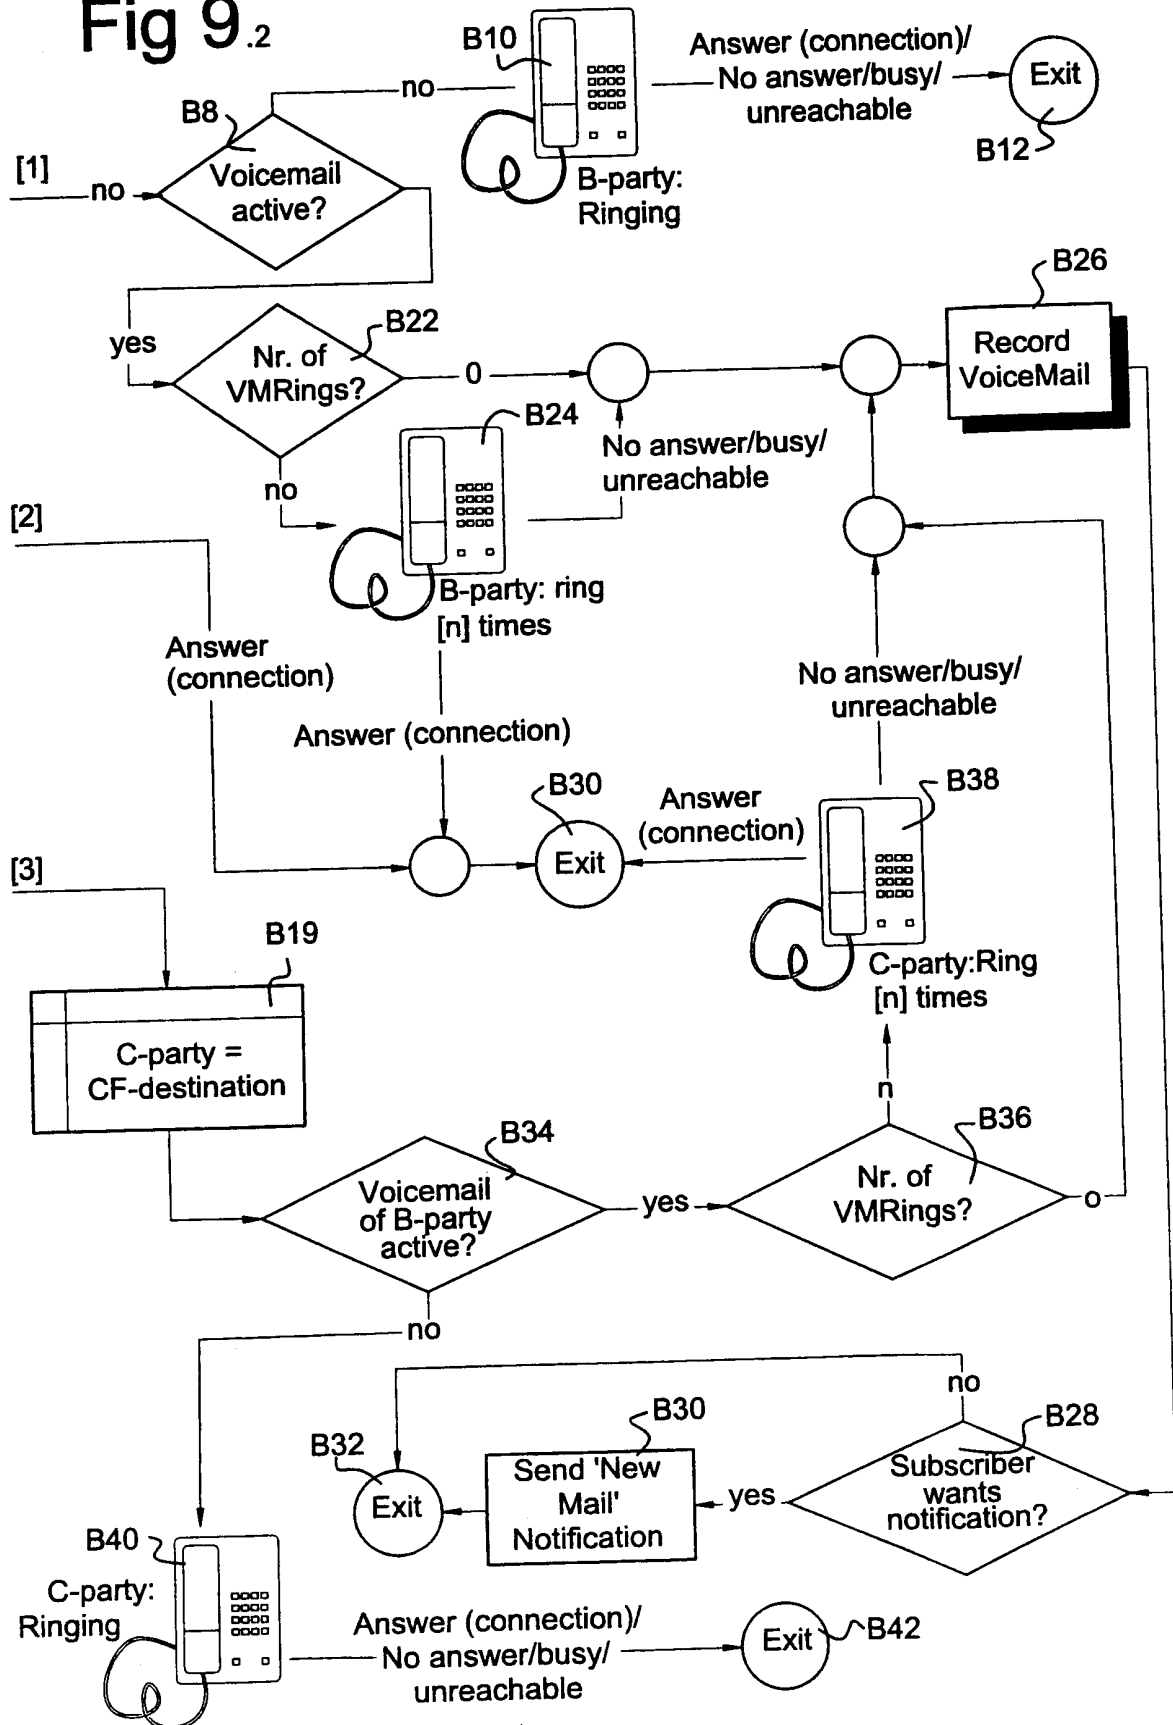 Fig 9.2
B10
Answer (connection)/
No answer/busy/
unreachable
Exit
B12
no
B8
[1]
no
Voicemail
active?
B-party:
Ringing
B26
yes
B22
Nr. of
VMRings?
0
Record
VoiceMail
B24
No answer/busy/
unreachable
no
[2]
B-party: ring
[n] times
Answer
(connection)
No answer/busy/
unreachable
Answer (connection)
B30
Exit
Answer
(connection)
B38
[3]
B19
C-party:Ring
[n] times
C-party =
CF-destination
n
B34
B36
Voicemail
of B-party
active?
yes
Nr. of
VMRings?
o
no
no
B32
B30
B28
Exit
Send 'New
Mail'
Notification
yes
Subscriber
wants
notification?
B40
C-party:
Ringing
Answer (connection)/
No answer/busy/
unreachable
Exit
B42